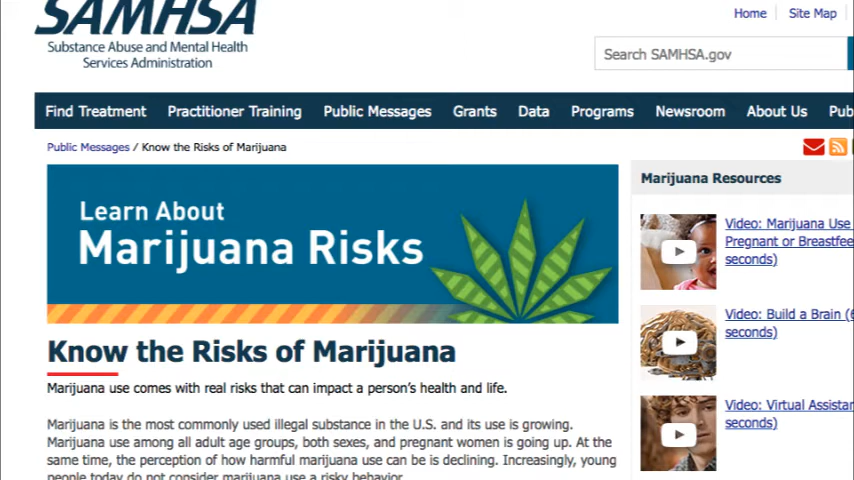 SAMHSA
Substance Abuse and Mental Health
Services Administration
Home
Site Map
Search SAMHSA.gov
Find Treatment
Practitioner Training
Public Messages
Grants
Data
Programs
Newsroom
About Us
Pub
Public Messages / Know the Risks of Marijuana
Learn About
Marijuana Risks
Know the Risks of Marijuana
Marijuana use comes with real risks that can impact a person's health and life.
Marijuana is the most commonly used illegal substance in the U.S. and its use is growing.
Marijuana use among all adult age groups, both sexes, and pregnant women is going up. At the
same time, the perception of how harmful marijuana use can be is declining. Increasingly, young
people today do not consider marijuana use a risky behavior.
Marijuana Resources
Video: Marijuana Use
Pregnant or Breastfee
seconds)
Video: Build a Brain (6
seconds)
Video: Virtual Assistan
seconds)